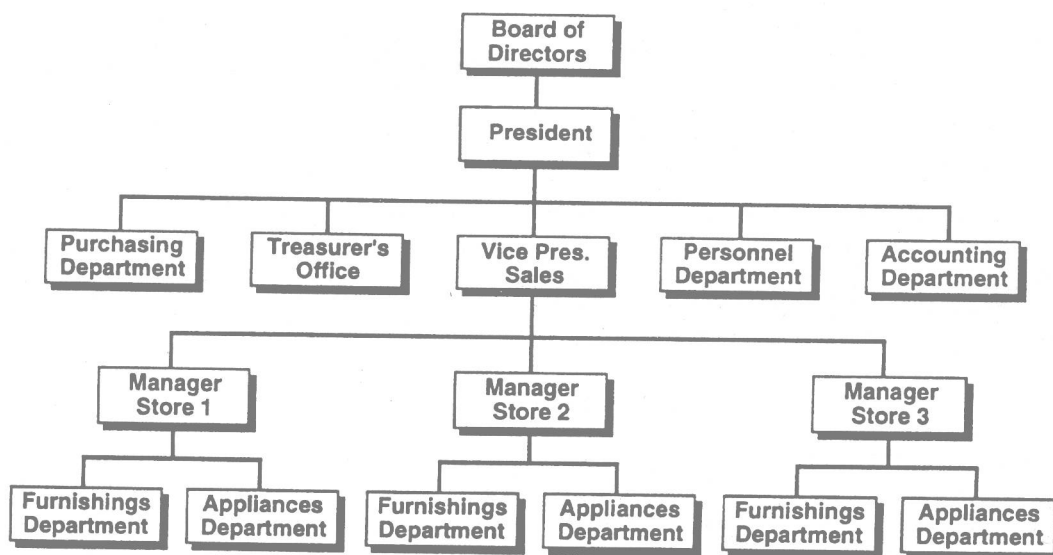 Board of
Directors
President
Purchasing
Department
Treasurer's
Office
Vice Pres.
Sales
Personnel
Department
Accounting
Department
Manager
Store 1
Manager
Store 2
Manager
Store 3
Furnishings
Department
Appliances
Department
Furnishings
Department
Appliances
Department
Furnishings
Department
Appliances
Department